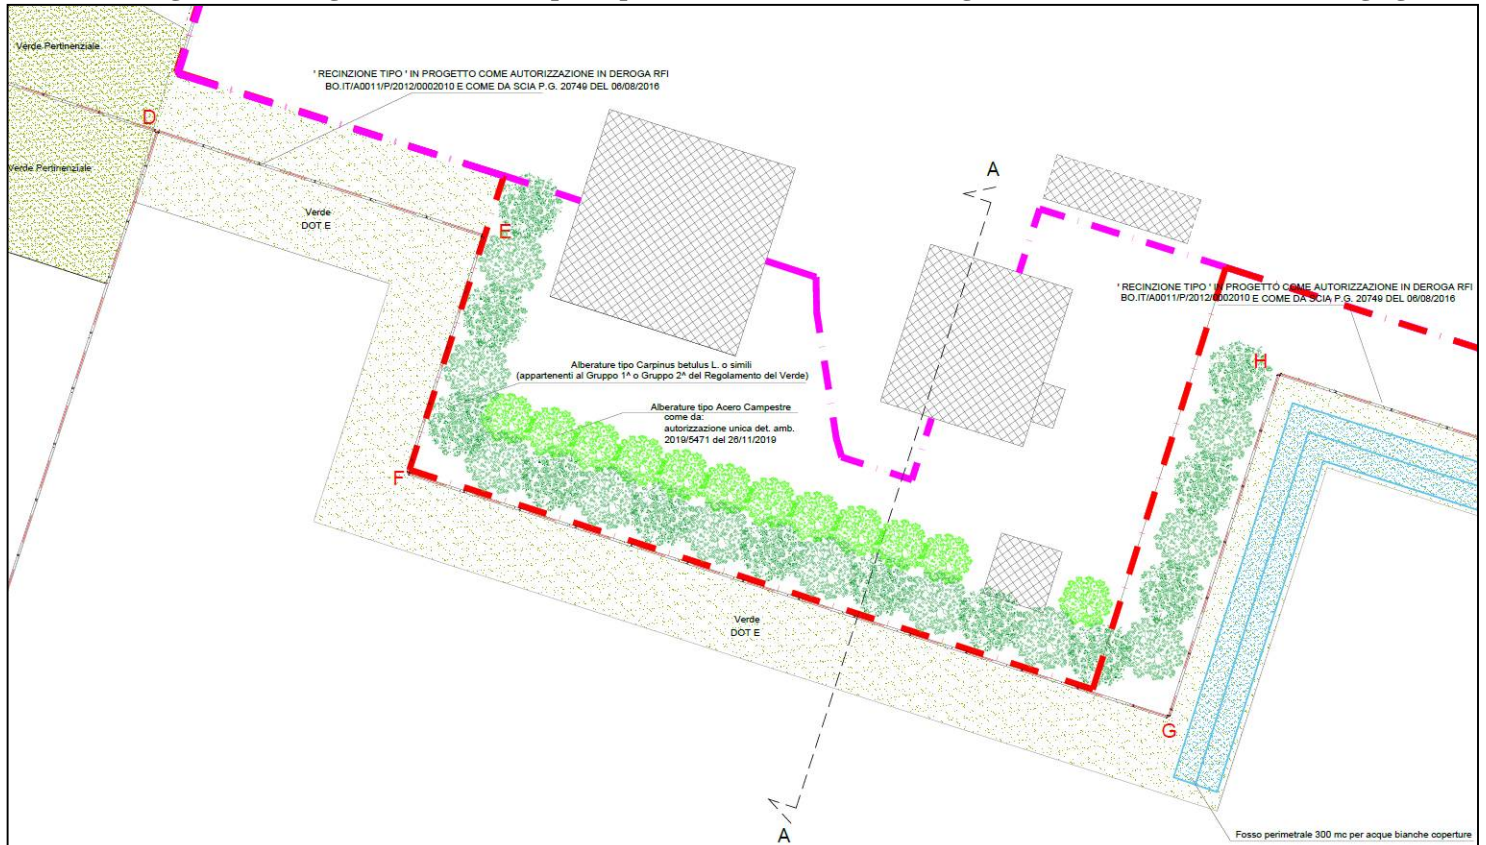 Verde Pertinenziale
' RECINZIONE TIPO ' IN PROGETTO COME AUTORIZZAZIONE IN DEROGA RFI
BO.IT/A0011/P/2012/0002010 E COME DA SCIA P.G. 20749 DEL 06/08/2016
D
Verde Pertinenziale
A
Verde
DOT E
E
' RECINZIONE TIPO ' IN PROGETTO COME AUTORIZZAZIONE IN DEROGA RFI
BO.IT/A0011/P/2012/0002010 E COME DA SCIA P.G. 20749 DEL 06/08/2016
H
Alberature tipo Carpinus betulus L. o simili
(appartenenti al Gruppo 1^ o Gruppo 2^ del Regolamento del Verde)
Alberature tipo Acero Campestre
come da:
autorizzazione unica det. amb.
2019/5471 del 26/11/2019
F
Verde
DOT E
G
A
Fosso perimetrale 300 mc per acque bianche coperture